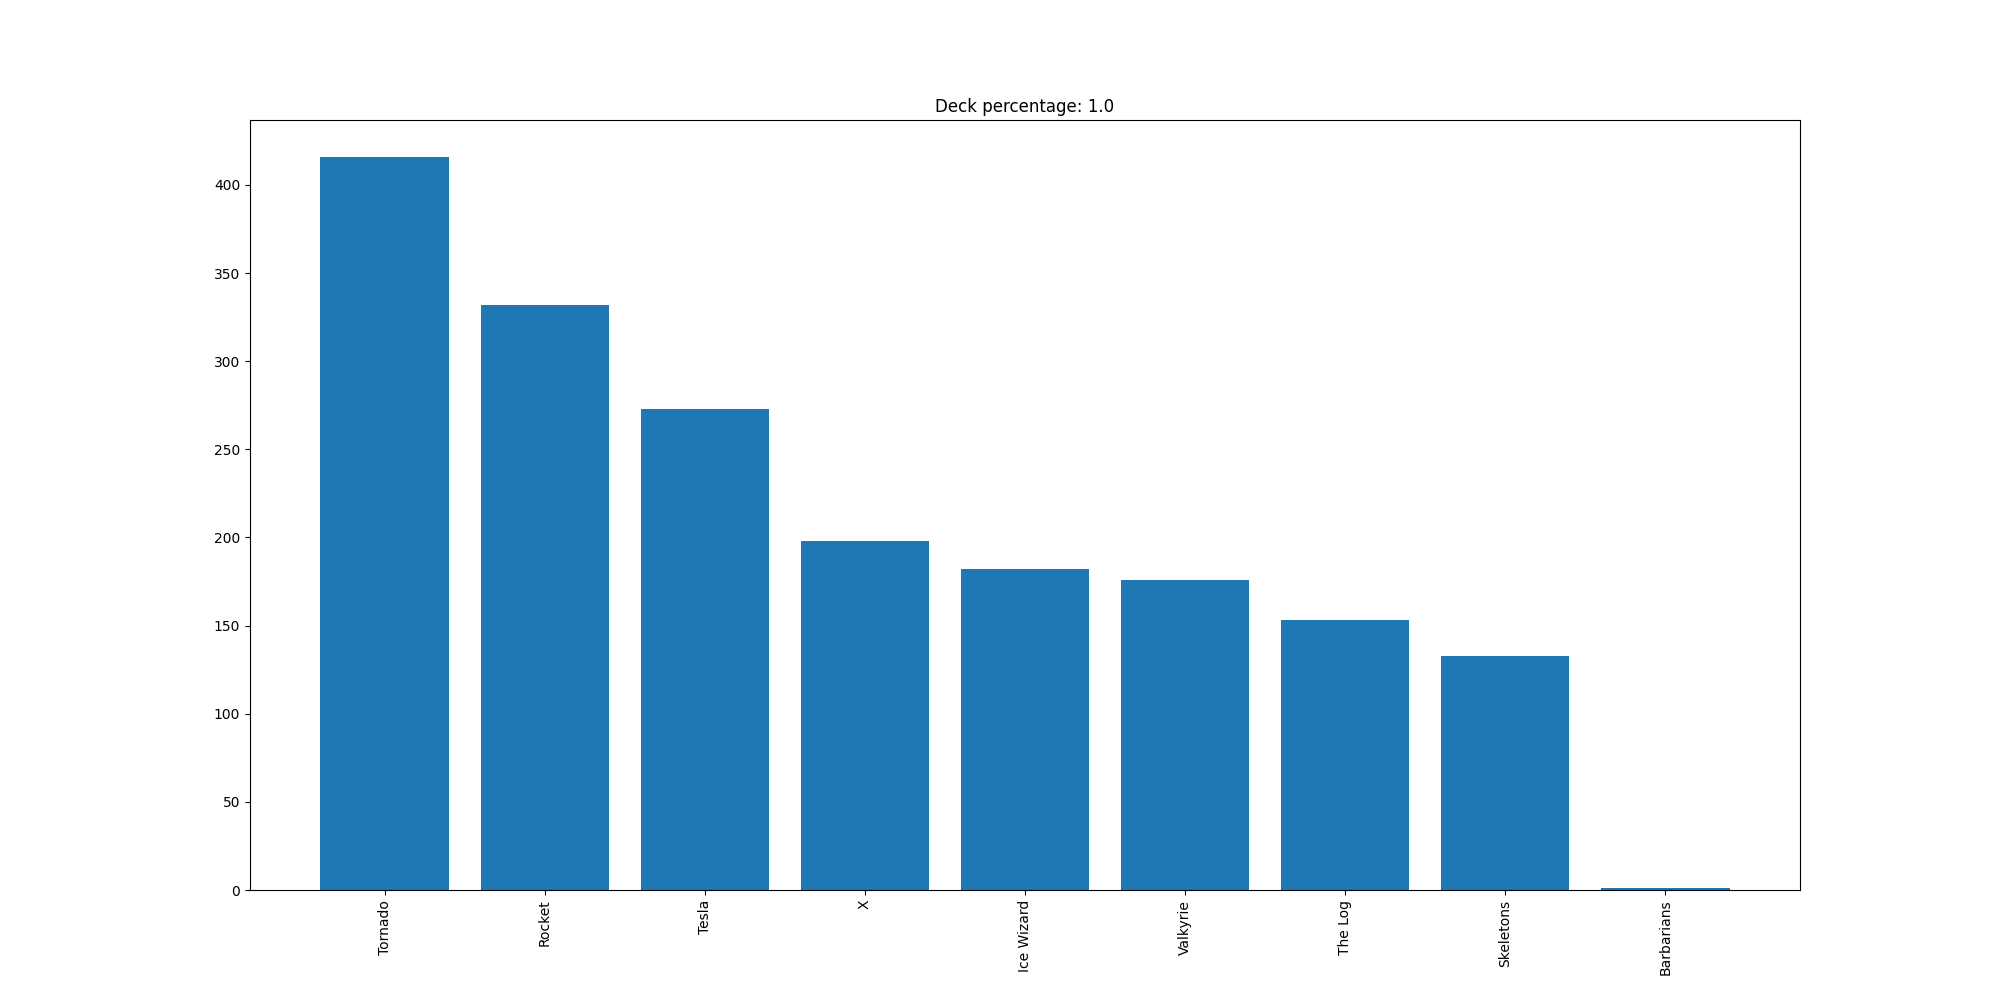 Deck percentage: 1.0
400
350
300
250
200
150
100
50
0
Tornado
Rocket
Tesla
X
Ice Wizard
Valkyrie
The Log
Skeletons
Barbarians